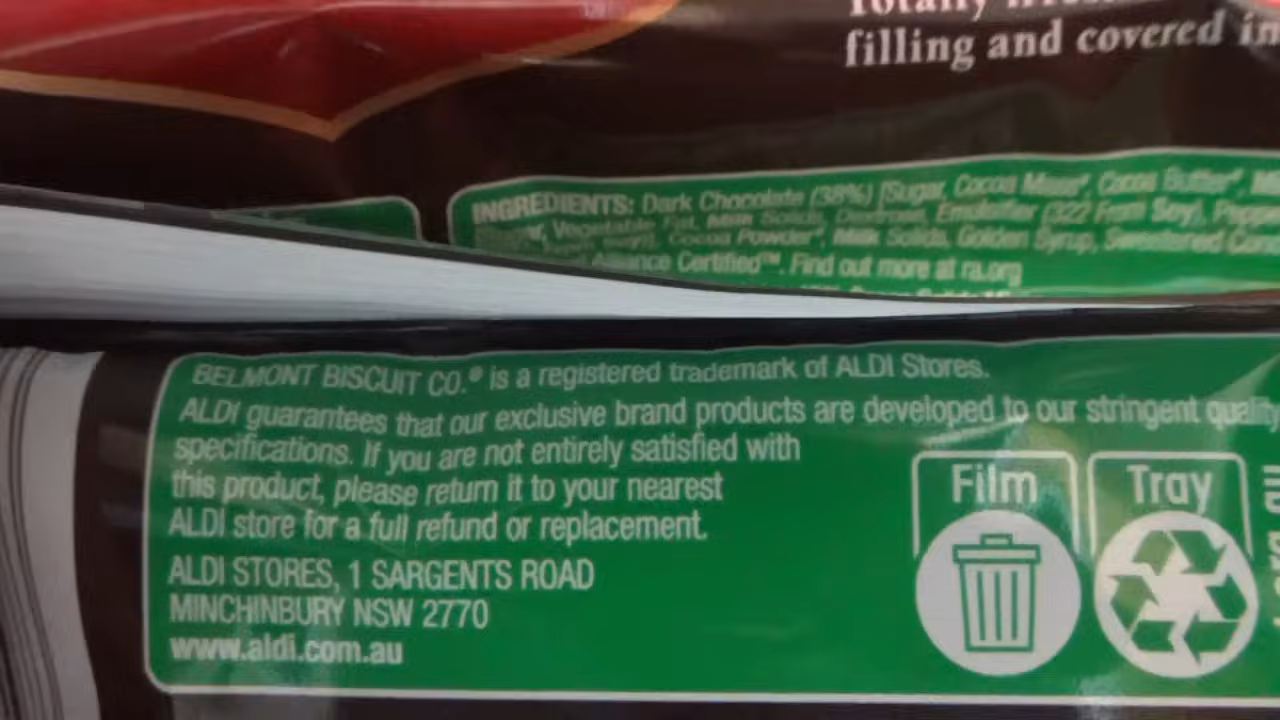 filling and covered in
INGREDIENTS: Dark Chocolate (38%) [Sugar, Cocoa Mass*, Cocoa Butter*,
Vegetable Fat, Milk Solids, Dextrose, Emulsifier (322 From Soy),
Cocoa Powder*, Milk Solids, Golden Syrup, Sweetened
Alliance Certified™. Find out more at ra.org
BELMONT BISCUIT CO.® is a registered trademark of ALDI Stores.
ALDI guarantees that our exclusive brand products are developed to our stringent quality
specifications. If you are not entirely satisfied with
this product, please return it to your nearest
ALDI store for a full refund or replacement.
ALDI STORES, 1 SARGENTS ROAD
MINCHINBURY NSW 2770
www.aldi.com.au
Film
Tray